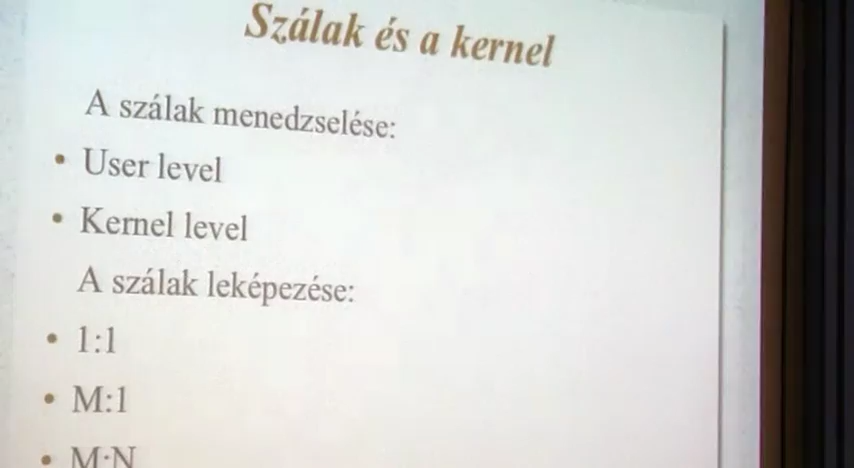 Szálak és a kernel
A szálak menedzselése:
• User level
• Kernel level
A szálak leképezése:
• 1:1
• M:1
• M:N